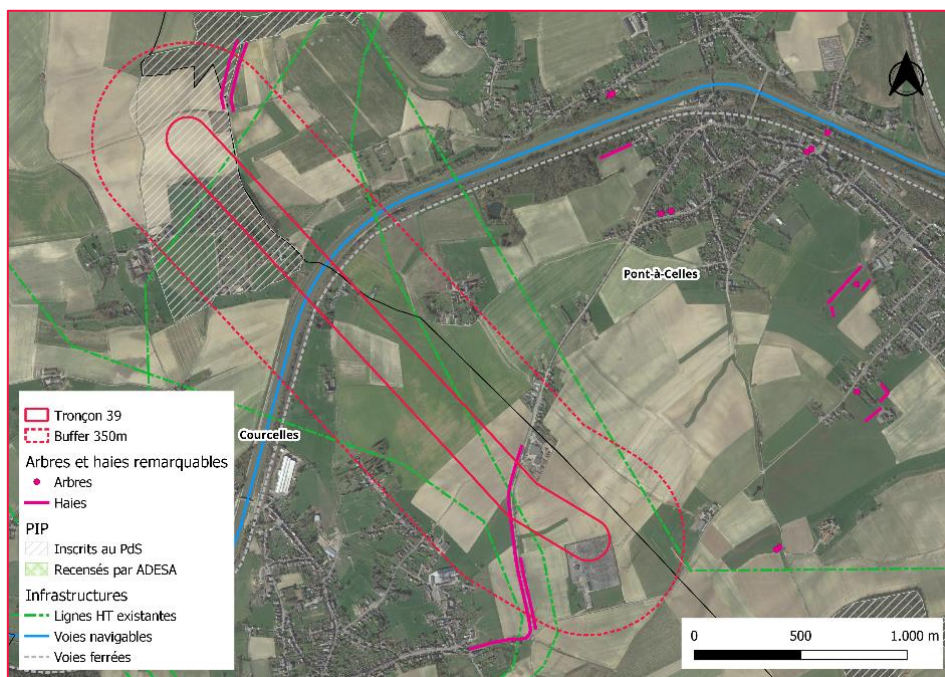 Pont-à-Celles
Courcelles
Tronçon 39
Buffer 350m
Arbres et haies remarquables
Arbres
Haies
PIP
Inscrits au PdS
Recensés par ADESA
Infrastructures
Lignes HT existantes
Voies navigables
Voies ferrées
0 500 1.000 m